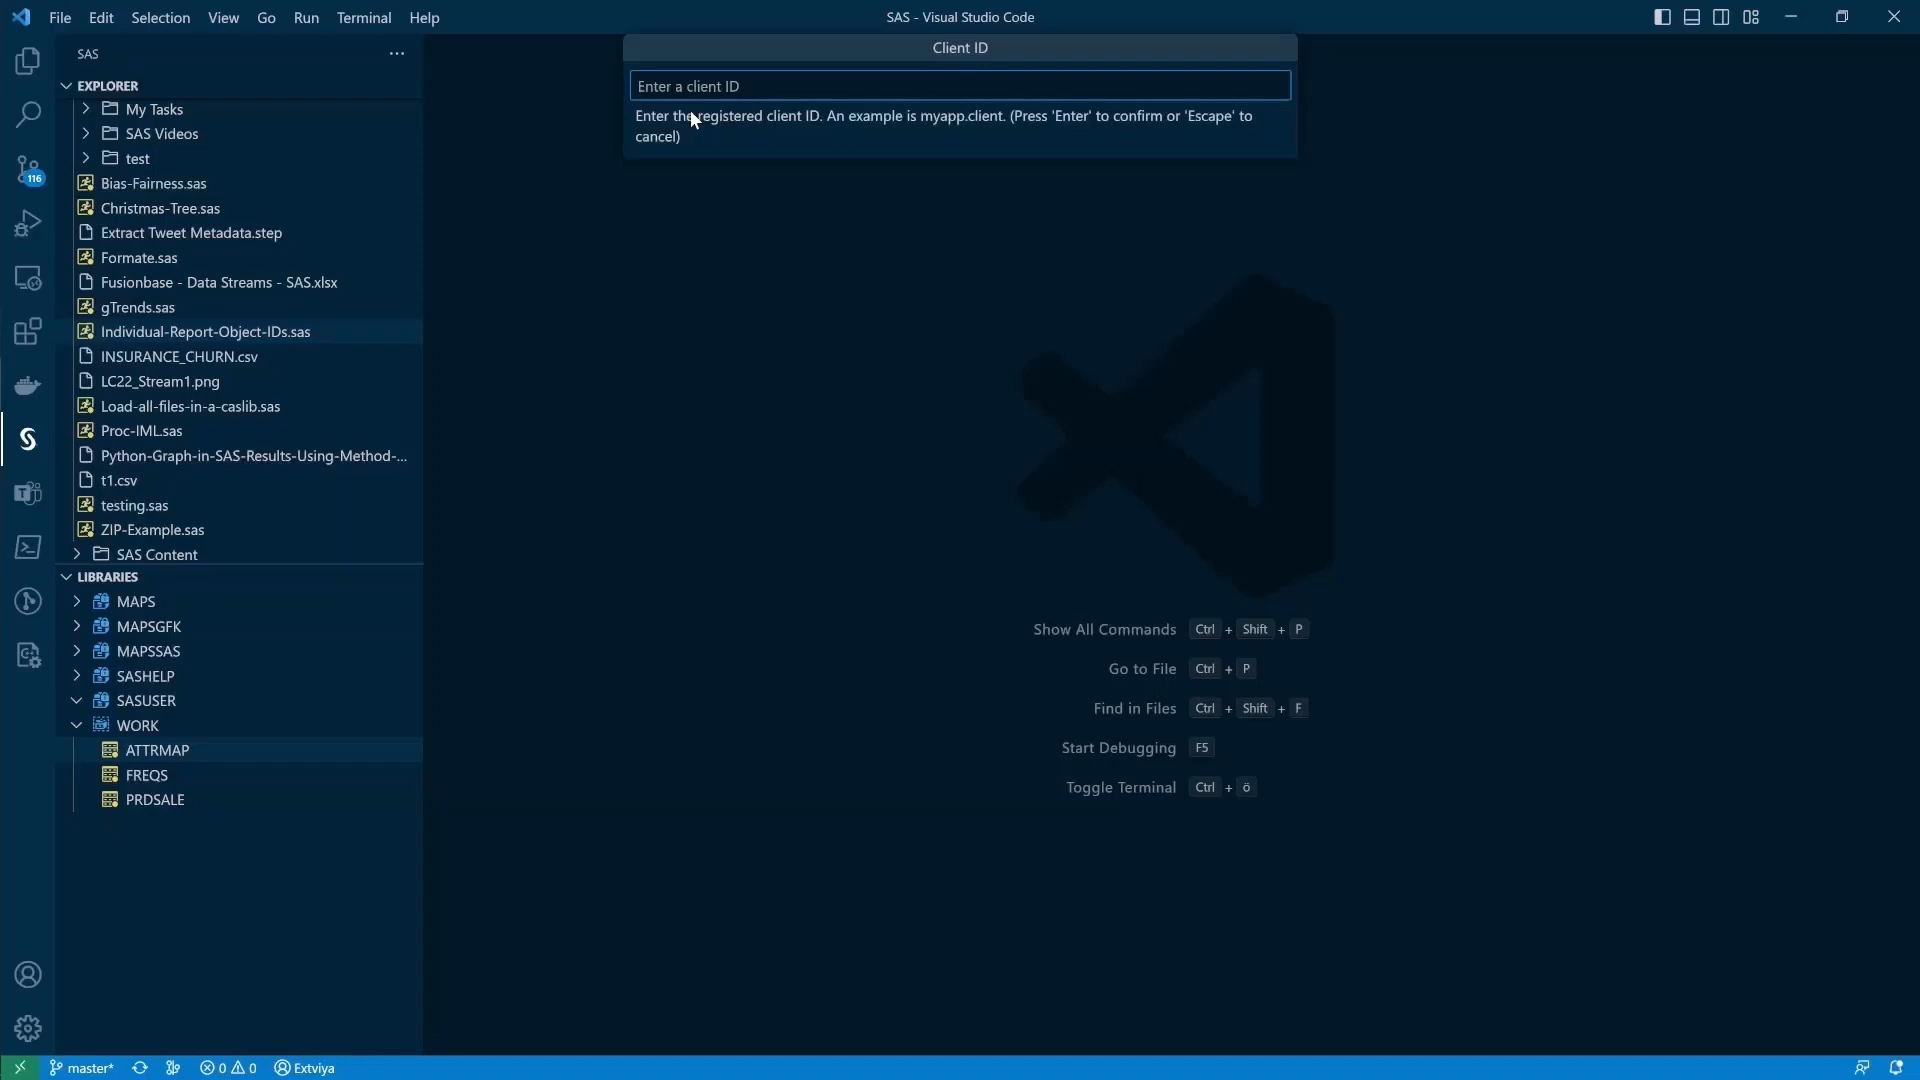 File Edit Selection View Go Run Terminal Help
SAS - Visual Studio Code
SAS
Client ID
Enter a client ID
Enter the registered client ID. An example is myapp.client. (Press 'Enter' to confirm or 'Escape' to
cancel)
EXPLORER
My Tasks
SAS Videos
test
Bias-Fairness.sas
Christmas-Tree.sas
Extract Tweet Metadata.step
Formate.sas
Fusionbase - Data Streams - SAS.xlsx
gTrends.sas
Individual-Report-Object-IDs.sas
INSURANCE_CHURN.csv
LC22_Stream1.png
Load-all-files-in-a-caslib.sas
Proc-IML.sas
Python-Graph-in-SAS-Results-Using-Method-...
t1.csv
testing.sas
ZIP-Example.sas
SAS Content
116
LIBRARIES
MAPS
MAPSGFK
MAPSSAS
SASHELP
SASUSER
WORK
ATTRMAP
FREQS
PRDSALE
Show All Commands Ctrl + Shift + P
Go to File Ctrl + P
Find in Files Ctrl + Shift + F
Start Debugging F5
Toggle Terminal Ctrl + ö
master* 0 0 Extviya